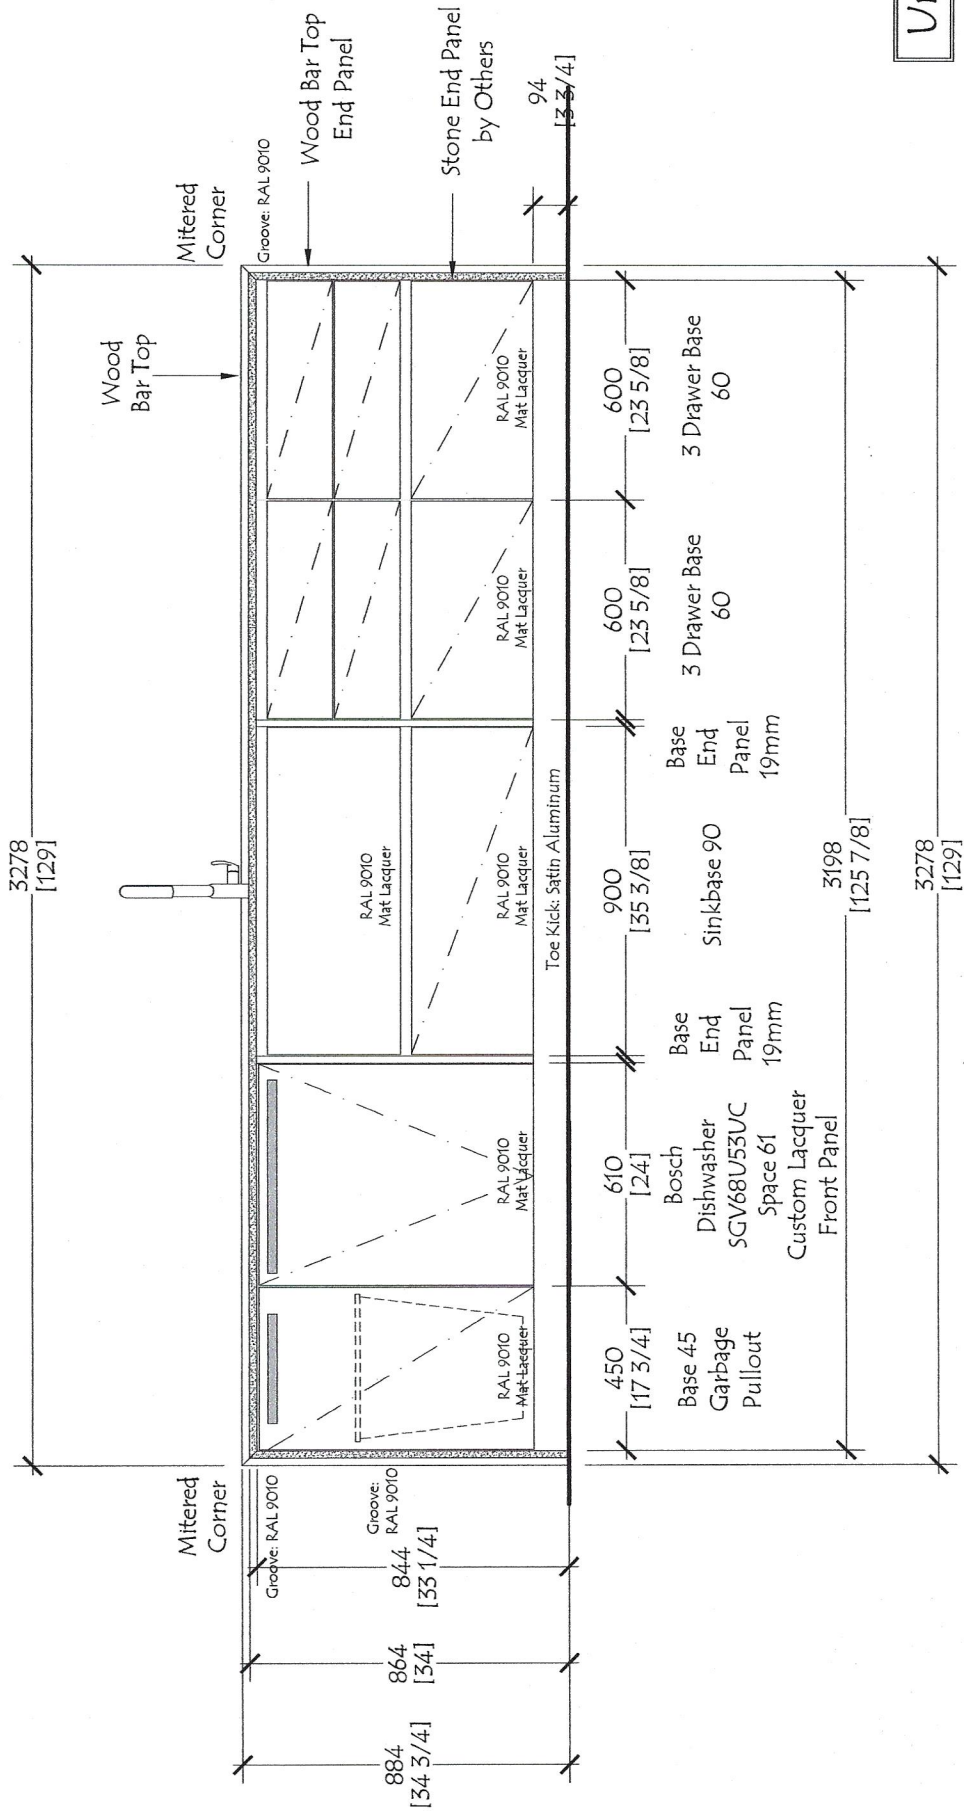 3278
[129]
Wood
Bar Top
Mitered
Corner
Mitered
Corner
Groove: RAL 9010
Groove: RAL 9010
Wood Bar Top
End Panel
Stone End Panel
by Others
94
[3 3/4]
Groove:
RAL 9010
844
[33 1/4]
864
[34]
884
[34 3/4]
RAL 9010
Mat Lacquer
RAL 9010
Mat Lacquer
RAL 9010
Mat Lacquer
RAL 9010
Mat Lacquer
RAL 9010
Mat Lacquer
RAL 9010
Mat Lacquer
Toe Kick: Satin Aluminum
450
[17 3/4]
610
[24]
900
[35 3/8]
600
[23 5/8]
600
[23 5/8]
Base 45
Garbage
Pullout
Bosch
Dishwasher
SGV68U53UC
Space 61
Custom Lacquer
Front Panel
Base
End
Panel
19mm
Sinkbase 90
Base
End
Panel
19mm
3 Drawer Base
60
3 Drawer Base
60
3198
[125 7/8]
3278
[129]